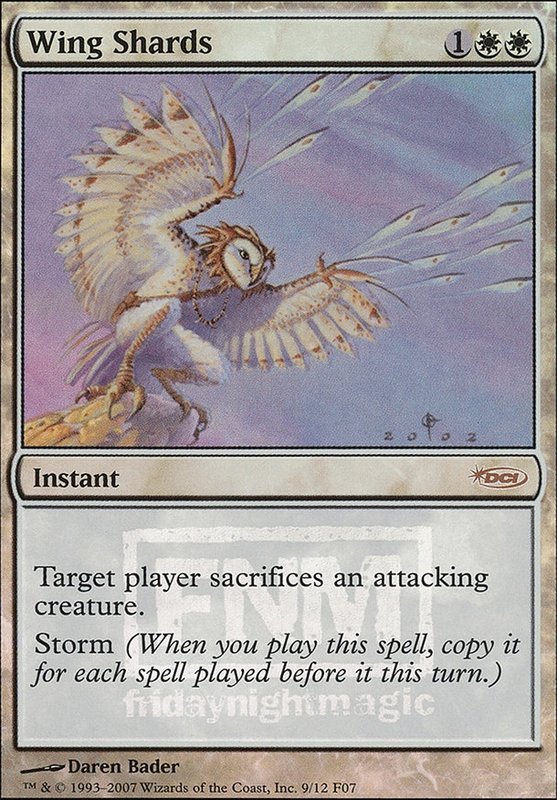 Wing Shards 1
2002
Instant DCI
Target player sacrifices an attacking
creature.
Storm (When you play this spell, copy it
for each spell played before it this turn.)
FNM
fridaynightmagic
Daren Bader
™ & © 1993-2007 Wizards of the Coast, Inc. 9/12 F07